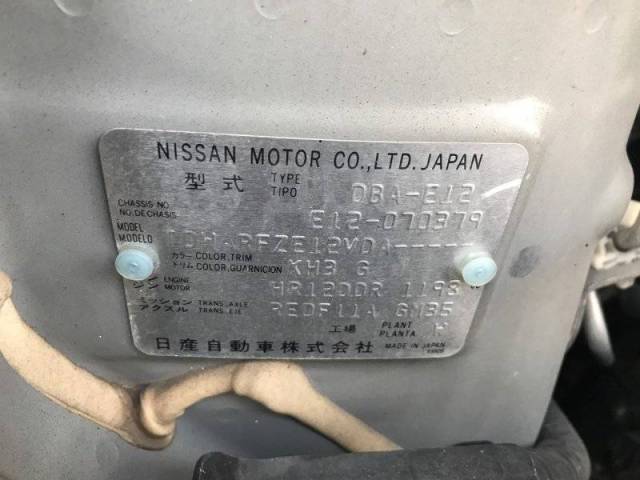 NISSAN MOTOR CO.,LTD.JAPAN
型式 TYPE TIPO DBA-E12
CHASSIS NO. NO.DE CHASIS E12-070379
MODEL MODELO DDHARFZE12VDA-----
カラー トリム COLOR,TRIM COLOR,GUARNICION KH3 G
エンジン ENGINE MOTOR HR12DDR 1198
ミッション アクスル TRANS.AXLE TRANS.EJE RE0F11A GM35
工場 PLANT PLANTA H
日産自動車株式会社 MADE IN JAPAN